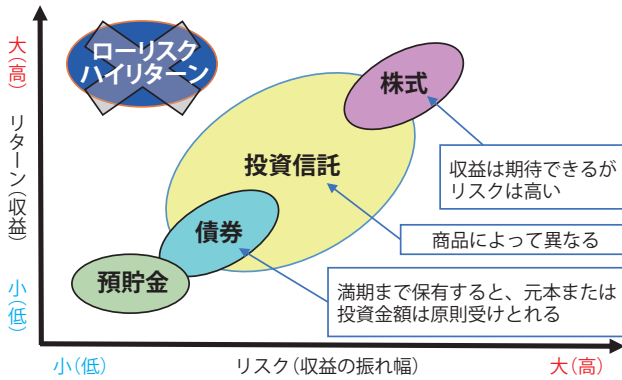 大（高）
リターン（収益）
小（低）
ローリスク
ハイリターン
株式
投資信託
債券
預貯金
収益は期待できるが
リスクは高い
商品によって異なる
満期まで保有すると、元本または
投資金額は原則受けとれる
小（低）
リスク（収益の振れ幅）
大（高）